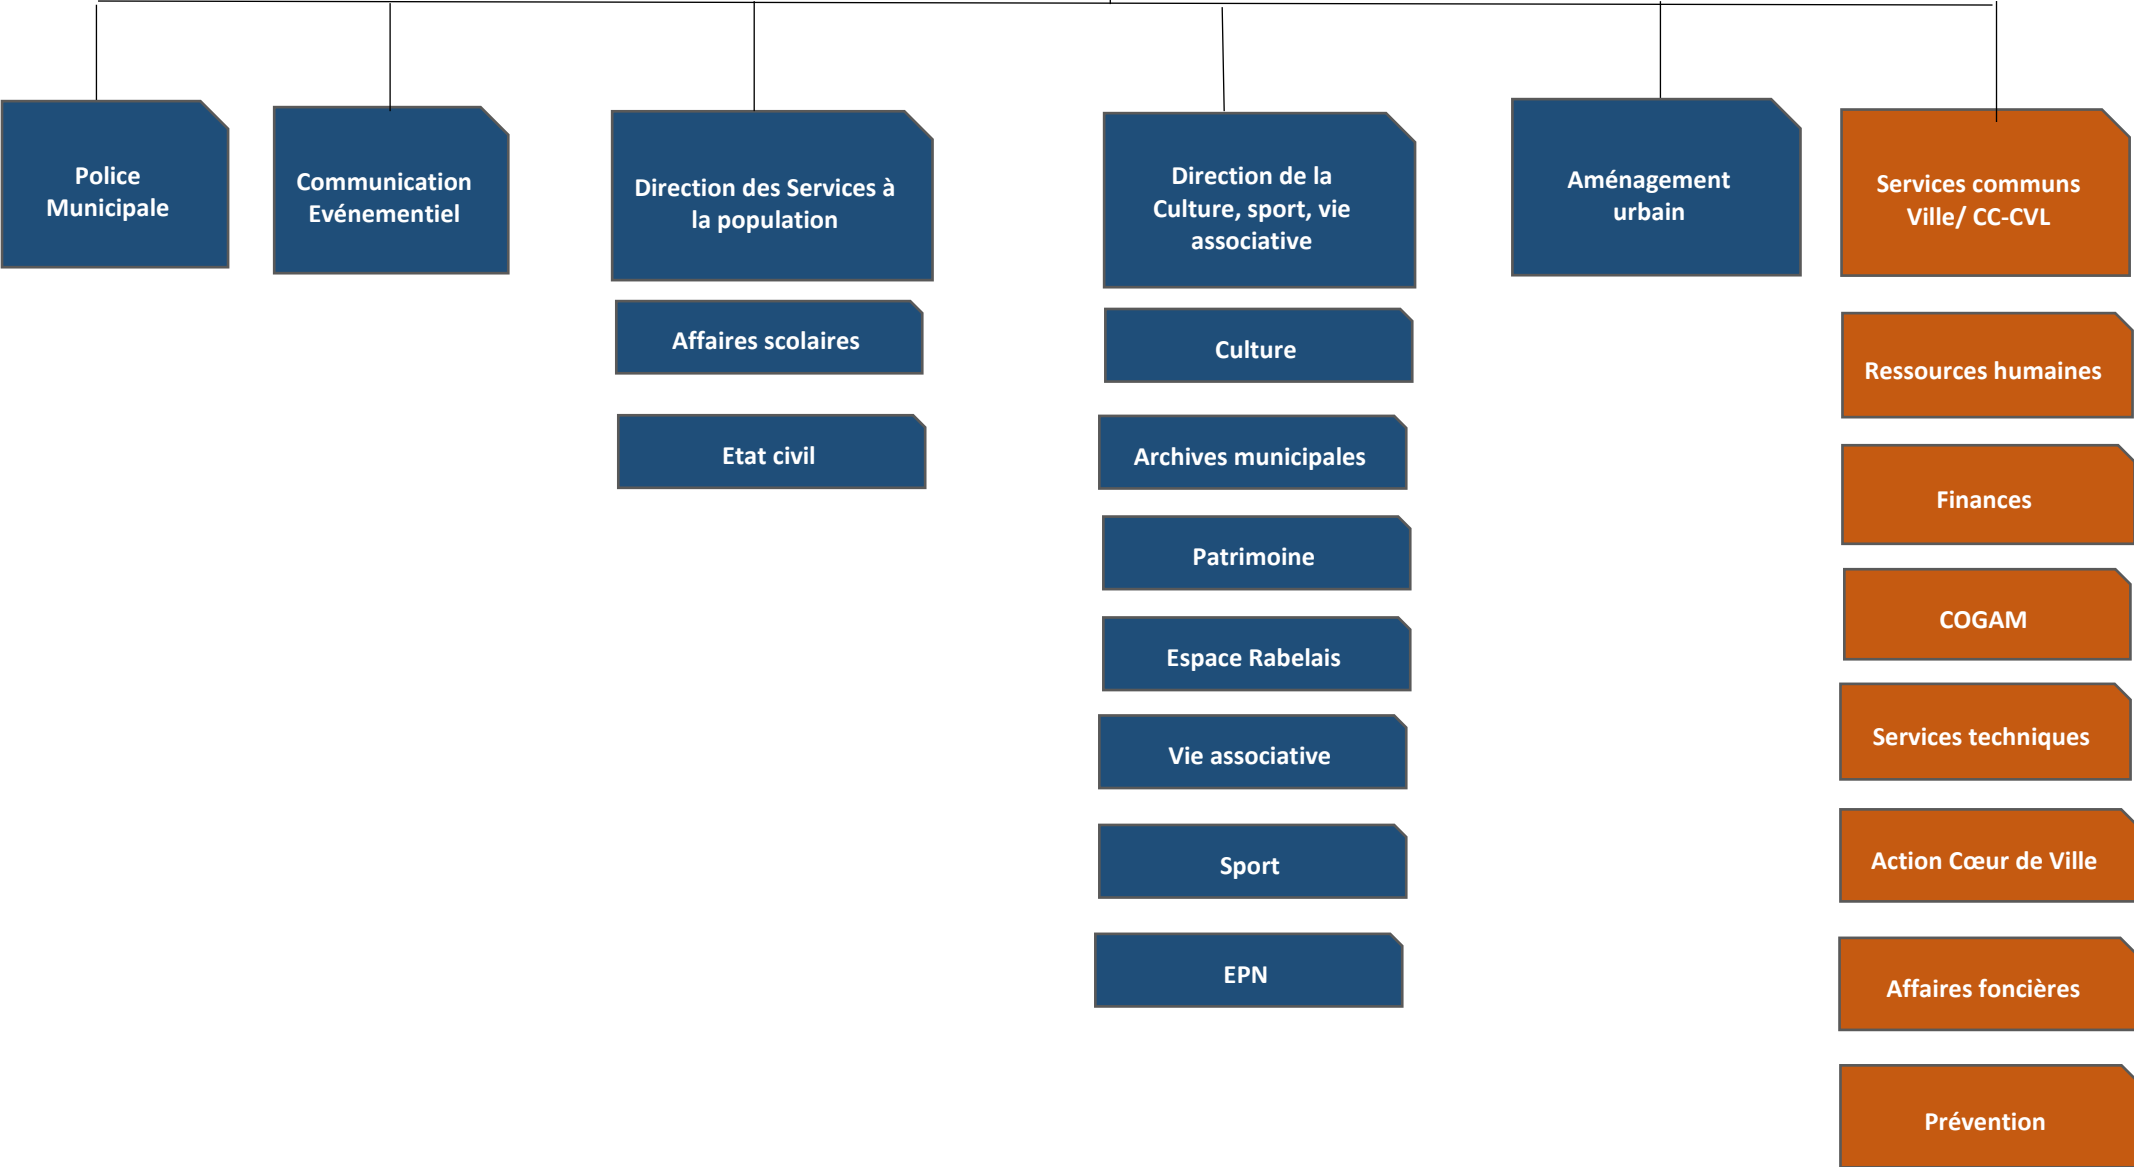 Police
Municipale
Communication
Evénementiel
Direction des Services à
la population
Affaires scolaires
Etat civil
Direction de la
Culture, sport, vie
associative
Culture
Archives municipales
Patrimoine
Espace Rabelais
Vie associative
Sport
EPN
Aménagement
urbain
Services communs
Ville/ CC-CVL
Ressources humaines
Finances
COGAM
Services techniques
Action Cœur de Ville
Affaires foncières
Prévention